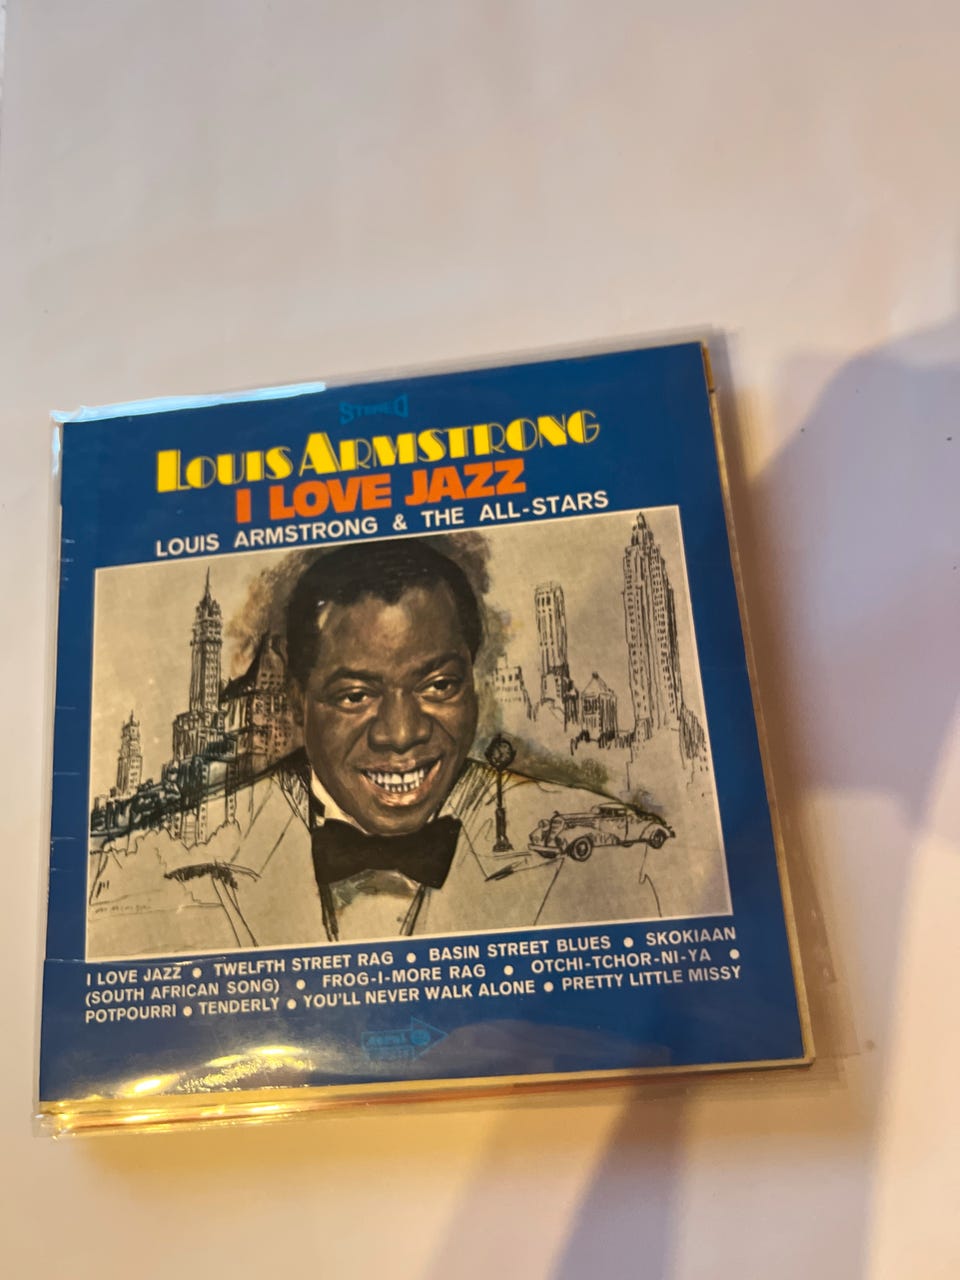 STEREO
LOUIS ARMSTRONG
I LOVE JAZZ
LOUIS ARMSTRONG & THE ALL-STARS
I LOVE JAZZ ● TWELFTH STREET RAG ● BASIN STREET BLUES ● SKOKIAAN
(SOUTH AFRICAN SONG) ● FROG-I-MORE RAG ● OTCHI-TCHOR-NI-YA ●
POTPOURRI ● TENDERLY ● YOU'LL NEVER WALK ALONE ● PRETTY LITTLE MISSY